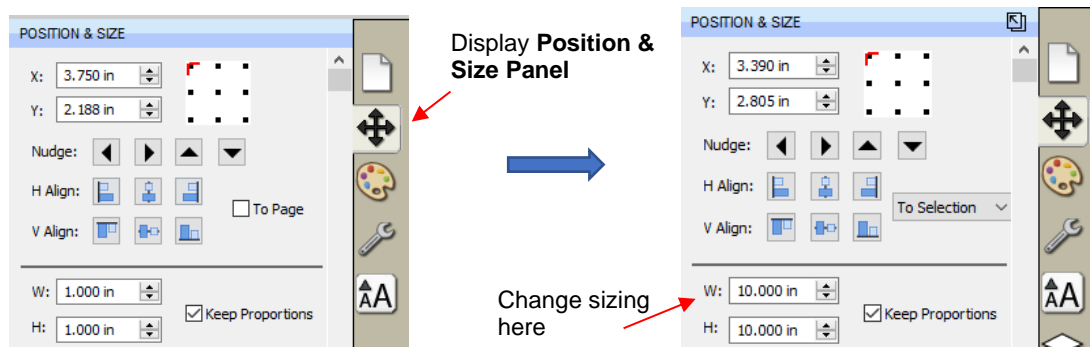 POSITION & SIZE
X: 3.750 in
Y: 2.188 in
Nudge:
H Align:
To Page
V Align:
W: 1.000 in
Keep Proportions
H: 1.000 in
AA
Display Position &
Size Panel
Change sizing
here
POSITION & SIZE
X: 3.390 in
Y: 2.805 in
Nudge:
H Align:
To Selection
V Align:
W: 10.000 in
Keep Proportions
H: 10.000 in
AA